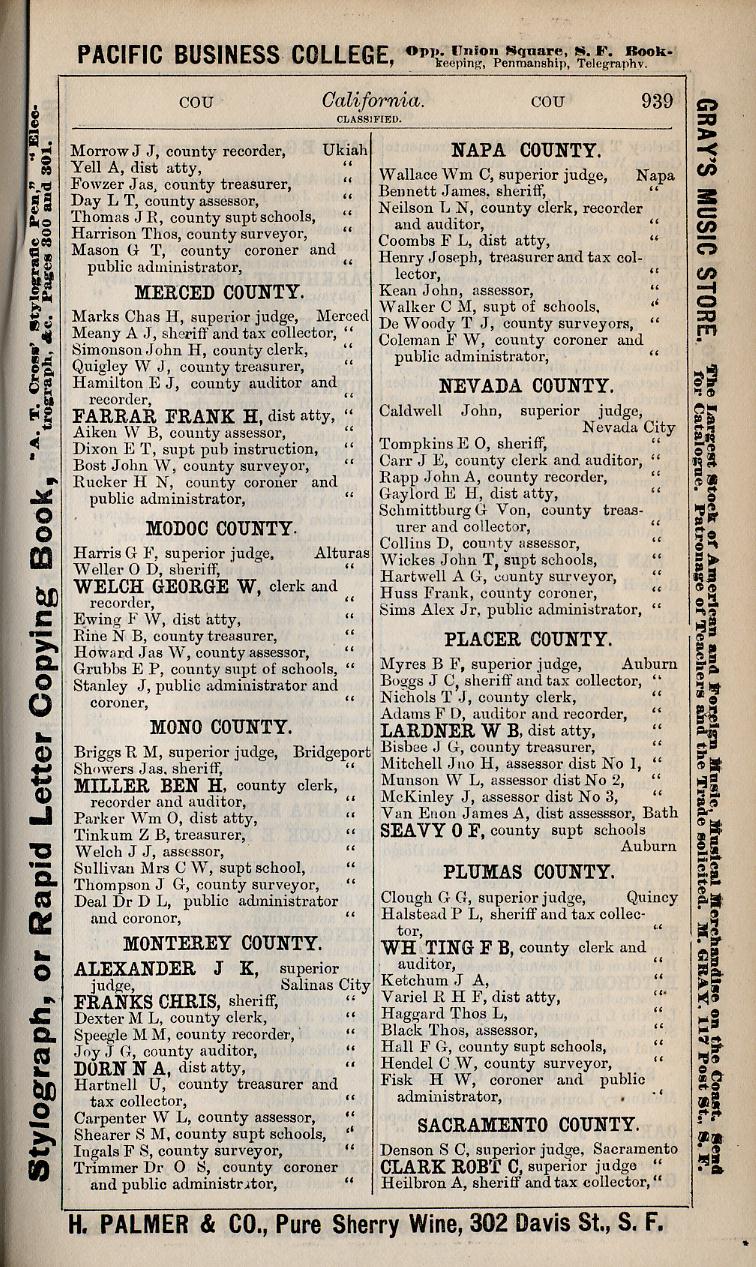 PACIFIC BUSINESS COLLEGE, Opp. Union Square, S. F. Book-
keeping, Penmanship, Telegraphy.
COU California. COU 939
CLASSIFIED.
Morrow J J, county recorder, Ukiah
Yell A, dist atty, "
Fowzer Jas, county treasurer, "
Day L T, county assessor, "
Thomas J R, county supt schools, "
Harrison Thos, county surveyor, "
Mason G T, county coroner and
public administrator, "
MERCED COUNTY.
Marks Chas H, superior judge, Merced
Meany A J, sheriff and tax collector, "
Simonson John H, county clerk, "
Quigley W J, county treasurer, "
Hamilton E J, county auditor and
recorder, "
FARRAR FRANK H, dist atty, "
Aiken W B, county assessor, "
Dixon E T, supt pub instruction, "
Bost John W, county surveyor, "
Rucker H N, county coroner and
public administrator, "
MODOC COUNTY.
Harris G F, superior judge, Alturas
Weller O D, sheriff, "
WELCH GEORGE W, clerk and
recorder, "
Ewing F W, dist atty, "
Rine N B, county treasurer, "
Howard Jas W, county assessor, "
Grubbs E P, county supt of schools, "
Stanley J, public administrator and
coroner, "
MONO COUNTY.
Briggs R M, superior judge, Bridgeport
Showers Jas, sheriff, "
MILLER BEN H, county clerk,
recorder and auditor, "
Parker Wm O, dist atty, "
Tinkum Z B, treasurer, "
Welch J J, assessor, "
Sullivan Mrs C W, supt school, "
Thompson J G, county surveyor, "
Deal Dr D L, public administrator
and coronor, "
MONTEREY COUNTY.
ALEXANDER J K, superior
judge, Salinas City
FRANKS CHRIS, sheriff, "
Dexter M L, county clerk, "
Speegle M M, county recorder, "
Joy J G, county auditor, "
DORN N A, dist atty, "
Hartnell U, county treasurer and
tax collector, "
Carpenter W L, county assessor, "
Shearer S M, county supt schools, "
Ingals F S, county surveyor, "
Trimmer Dr O S, county coroner
and public administrator, "
NAPA COUNTY.
Wallace Wm C, superior judge, Napa
Bennett James, sheriff, "
Neilson L N, county clerk, recorder
and auditor, "
Coombs F L, dist atty, "
Henry Joseph, treasurer and tax col-
lector, "
Kean John, assessor, "
Walker C M, supt of schools, "
De Woody T J, county surveyors, "
Coleman F W, county coroner and
public administrator, "
NEVADA COUNTY.
Caldwell John, superior judge,
Nevada City
Tompkins E O, sheriff, "
Carr J E, county clerk and auditor, "
Rapp John A, county recorder, "
Gaylord E H, dist atty, "
Schmittburg G Von, county treas-
urer and collector, "
Collins D, county assessor, "
Wickes John T, supt schools, "
Hartwell A G, county surveyor, "
Huss Frank, county coroner, "
Sims Alex Jr, public administrator, "
PLACER COUNTY.
Myres B F, superior judge, Auburn
Boggs J C, sheriff and tax collector, "
Nichols T J, county clerk, "
Adams F D, auditor and recorder, "
LARDNER W B, dist atty, "
Bisbee J G, county treasurer, "
Mitchell Jno H, assessor dist No 1, "
Munson W L, assessor dist No 2, "
McKinley J, assessor dist No 3, "
Van Enon James A, dist assesssor, Bath
SEAVY O F, county supt schools
Auburn
PLUMAS COUNTY.
Clough G G, superior judge, Quincy
Halstead P L, sheriff and tax collec-
tor, "
WH TING F B, county clerk and
auditor, "
Ketchum J A, "
Variel R H F, dist atty, "
Haggard Thos L, "
Black Thos, assessor, "
Hall F G, county supt schools, "
Hendel C W, county surveyor, "
Fisk H W, coroner and public
administrator, "
SACRAMENTO COUNTY.
Denson S C, superior judge, Sacramento
CLARK ROBT C, superior judge "
Heilbron A, sheriff and tax collector, "
H. PALMER & CO., Pure Sherry Wine, 302 Davis St., S. F.
Stylograph, or Rapid Letter Copying Book, "A. T. Cross' Stylografic Pen," "Elec-
trograph, &c. Pages 300 and 301.
GRAY'S MUSIC STORE. The Largest Stock of American and Foreign Music, Musical Merchandise on the Coast. Send
for Catalogue. Patronage of Teachers and the Trade solicited. M. GRAY, 117 Post St., S. F.